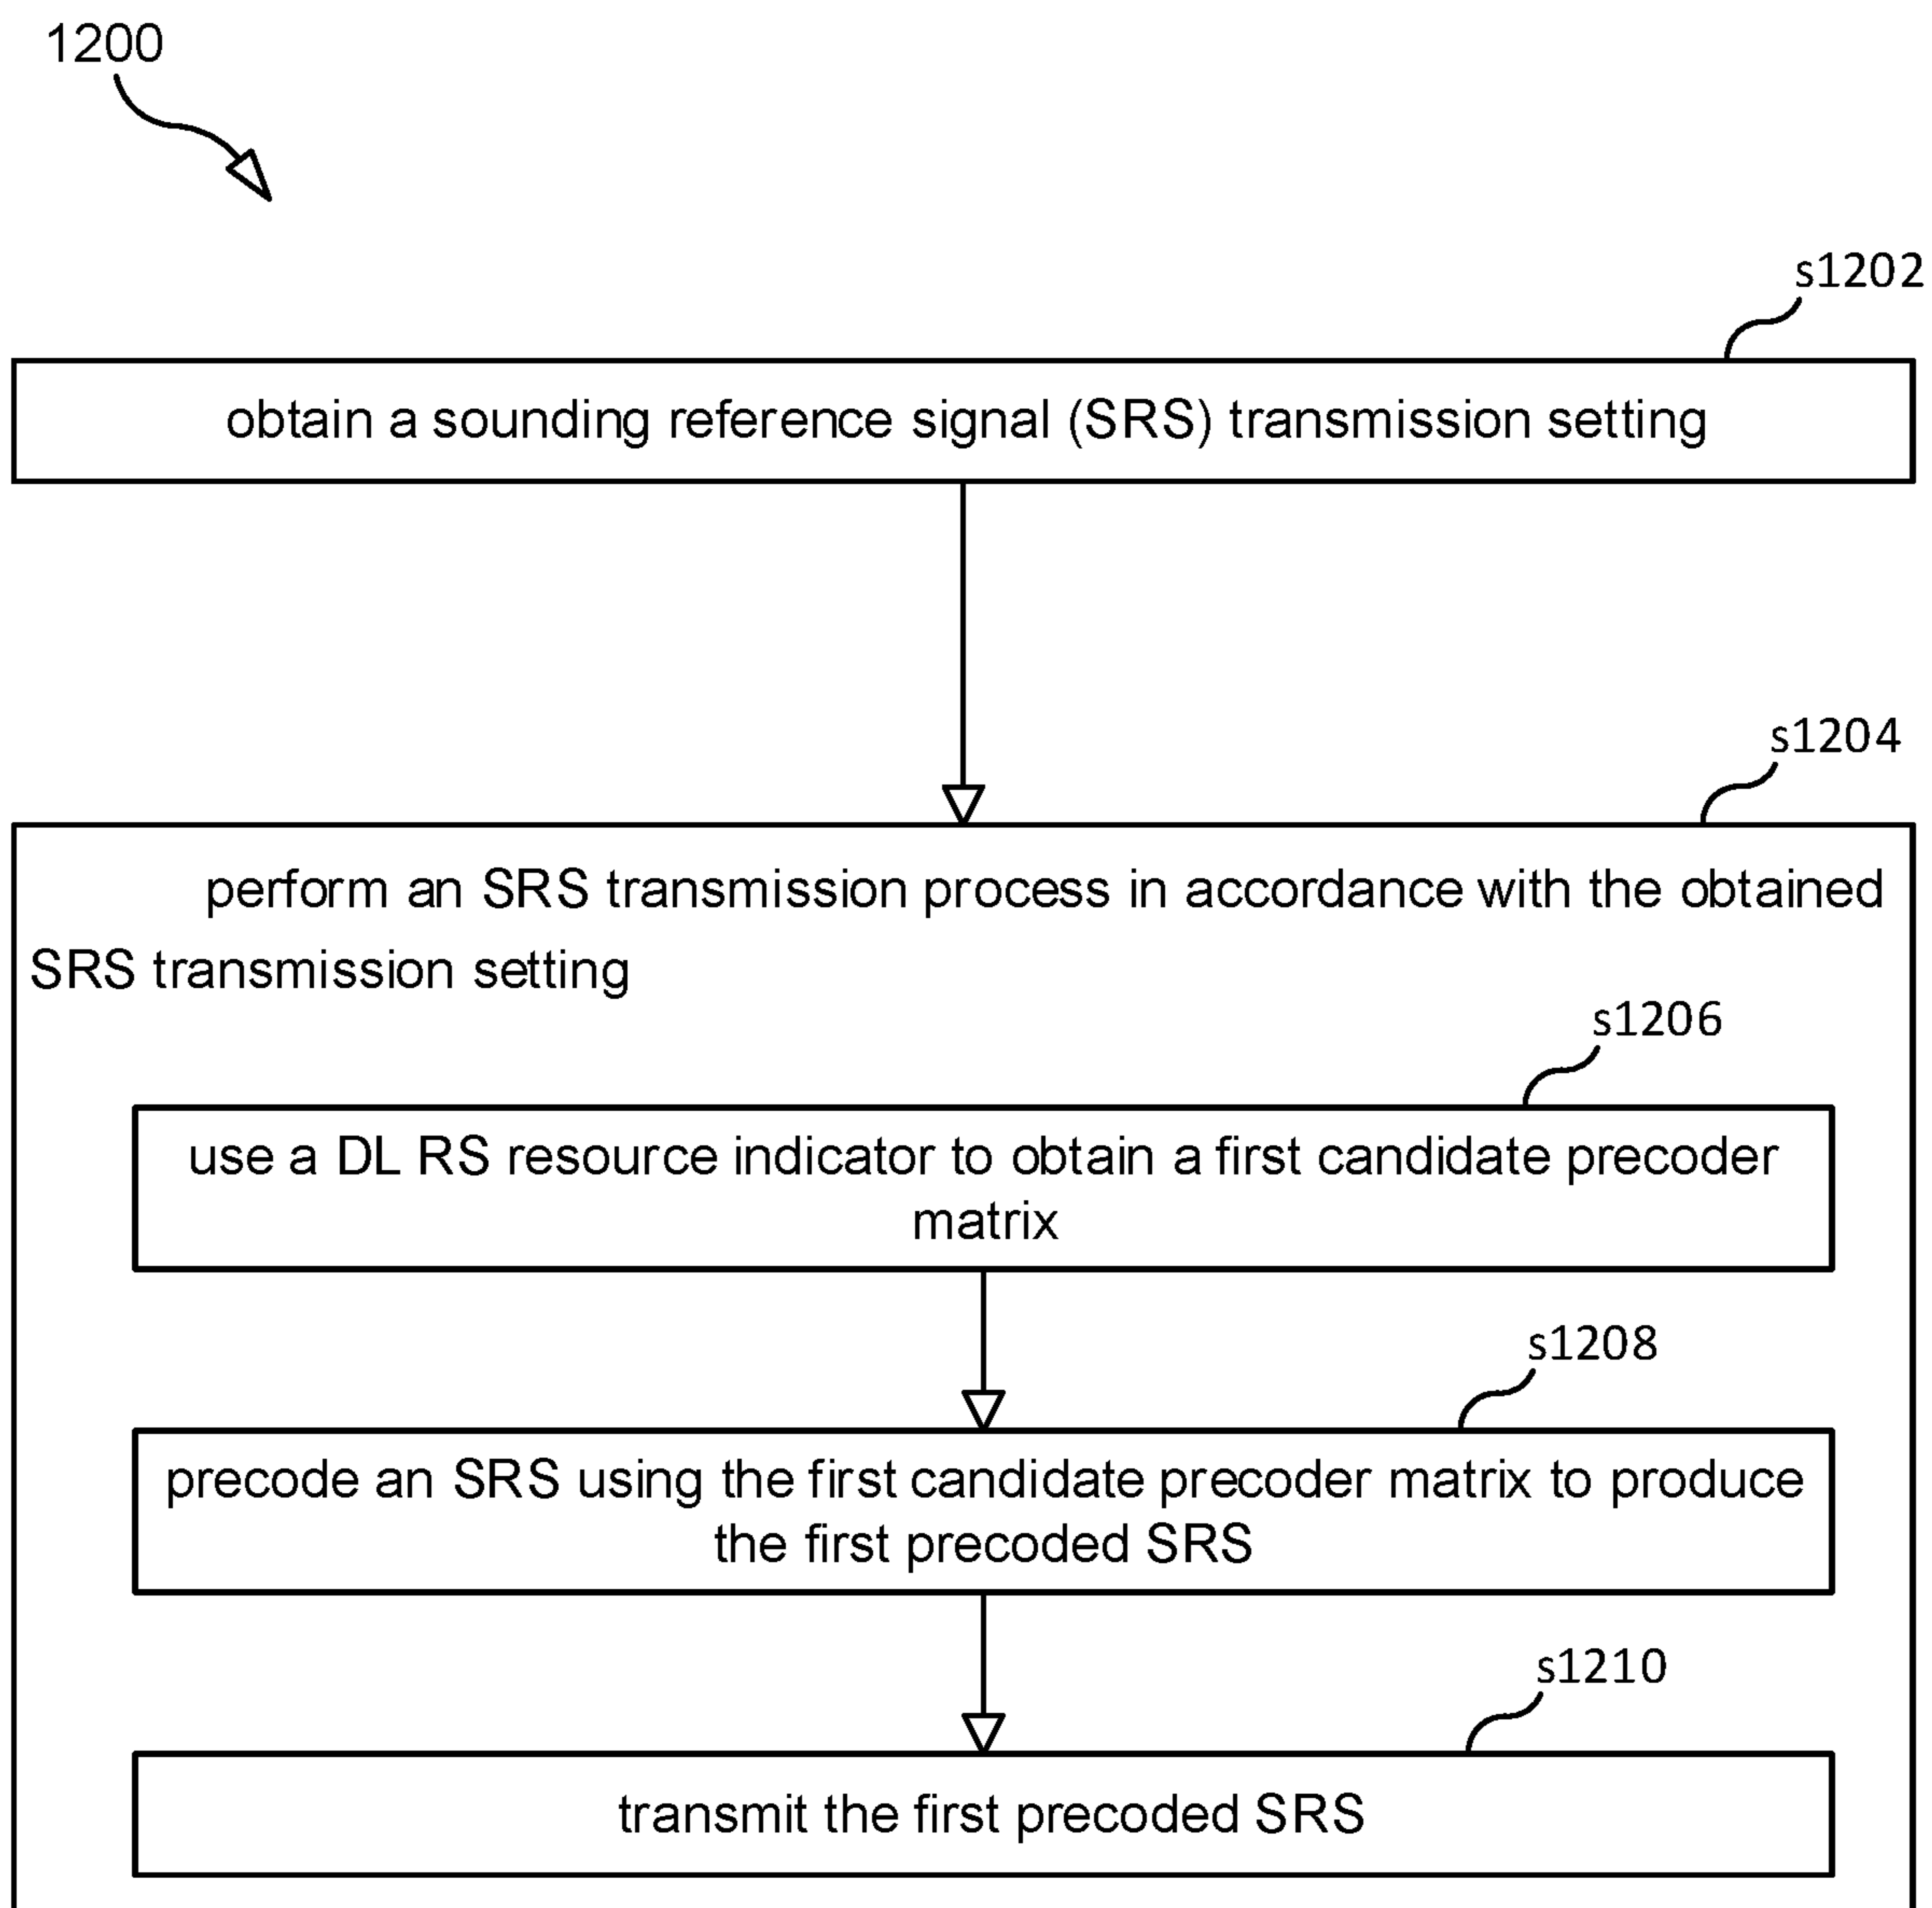 1200
s1202
obtain a sounding reference signal (SRS) transmission setting
s1204
perform an SRS transmission process in accordance with the obtained
SRS transmission setting
s1206
use a DL RS resource indicator to obtain a first candidate precoder
matrix
s1208
precode an SRS using the first candidate precoder matrix to produce
the first precoded SRS
s1210
transmit the first precoded SRS